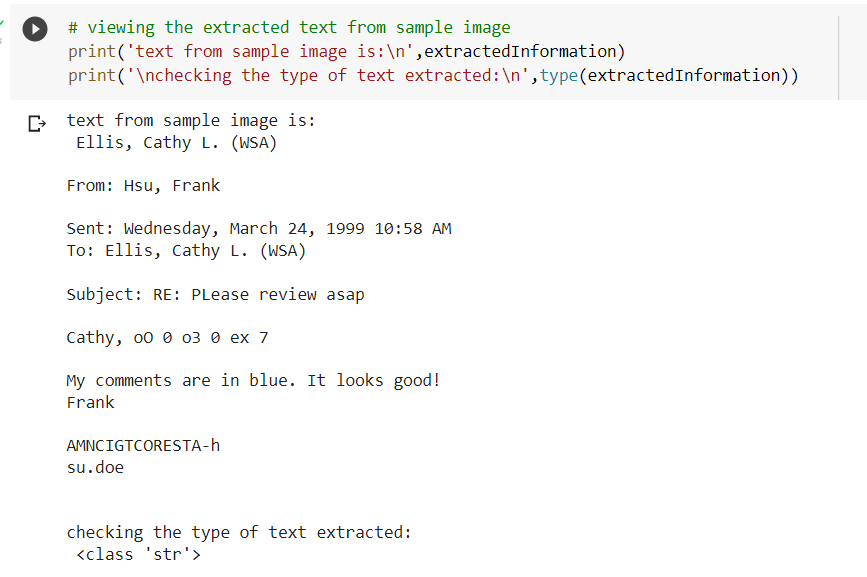 # viewing the extracted text from sample image
print('text from sample image is:\n',extractedInformation)
print('\nchecking the type of text extracted:\n',type(extractedInformation))
text from sample image is:
Ellis, Cathy L. (WSA)
From: Hsu, Frank
Sent: Wednesday, March 24, 1999 10:58 AM
To: Ellis, Cathy L. (WSA)
Subject: RE: PLease review asap
Cathy, oO 0 o3 0 ex 7
My comments are in blue. It looks good!
Frank
AMNCIGTCORESTA-h
su.doe
checking the type of text extracted:
<class 'str'>